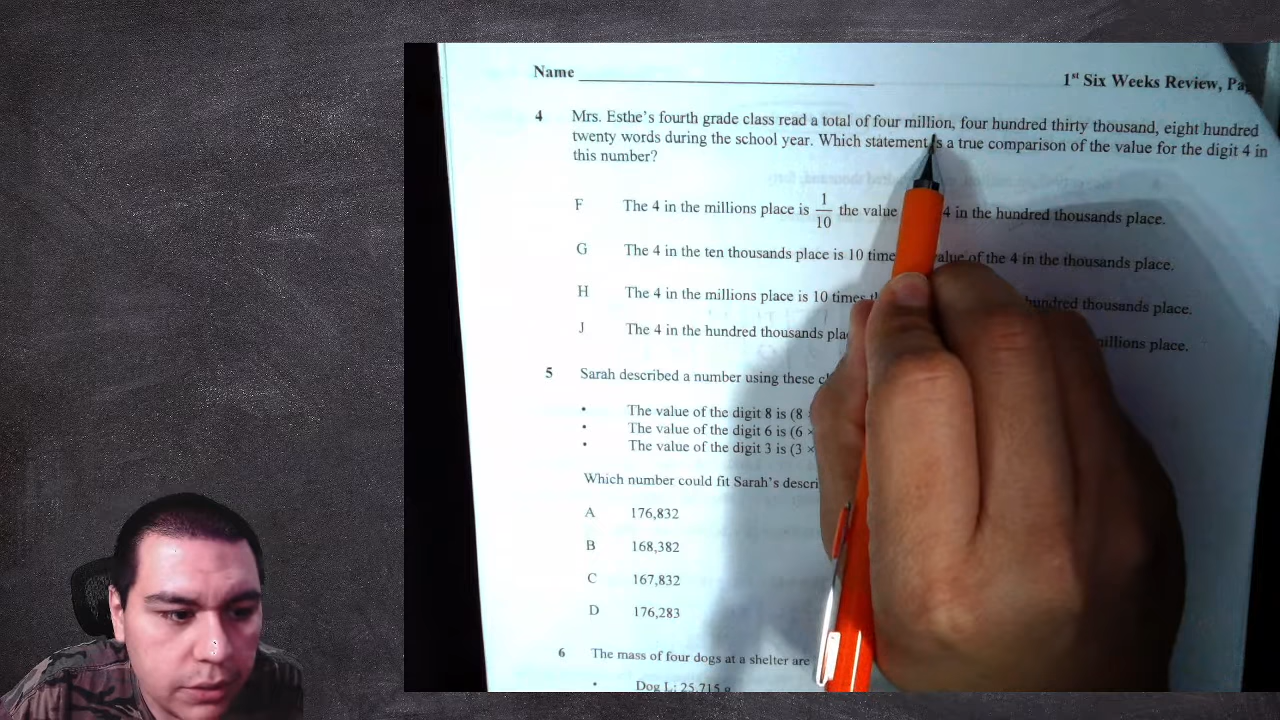 Name
1st Six Weeks Review, Pa
4 Mrs. Esthe's fourth grade class read a total of four million, four hundred thirty thousand, eight hundred
twenty words during the school year. Which statement is a true comparison of the value for the digit 4 in
this number?
F The 4 in the millions place is 1/10 the value 4 in the hundred thousands place.
G The 4 in the ten thousands place is 10 time value of the 4 in the thousands place.
H The 4 in the millions place is 10 times hundred thousands place.
J The 4 in the hundred thousands plac millions place.
5 Sarah described a number using these cl
• The value of the digit 8 is (8
• The value of the digit 6 is (6 ×
• The value of the digit 3 is (3 ×
Which number could fit Sarah's descri
A 176,832
B 168,382
C 167,832
D 176,283
6 The mass of four dogs at a shelter are
• Dog L: 25,715 g